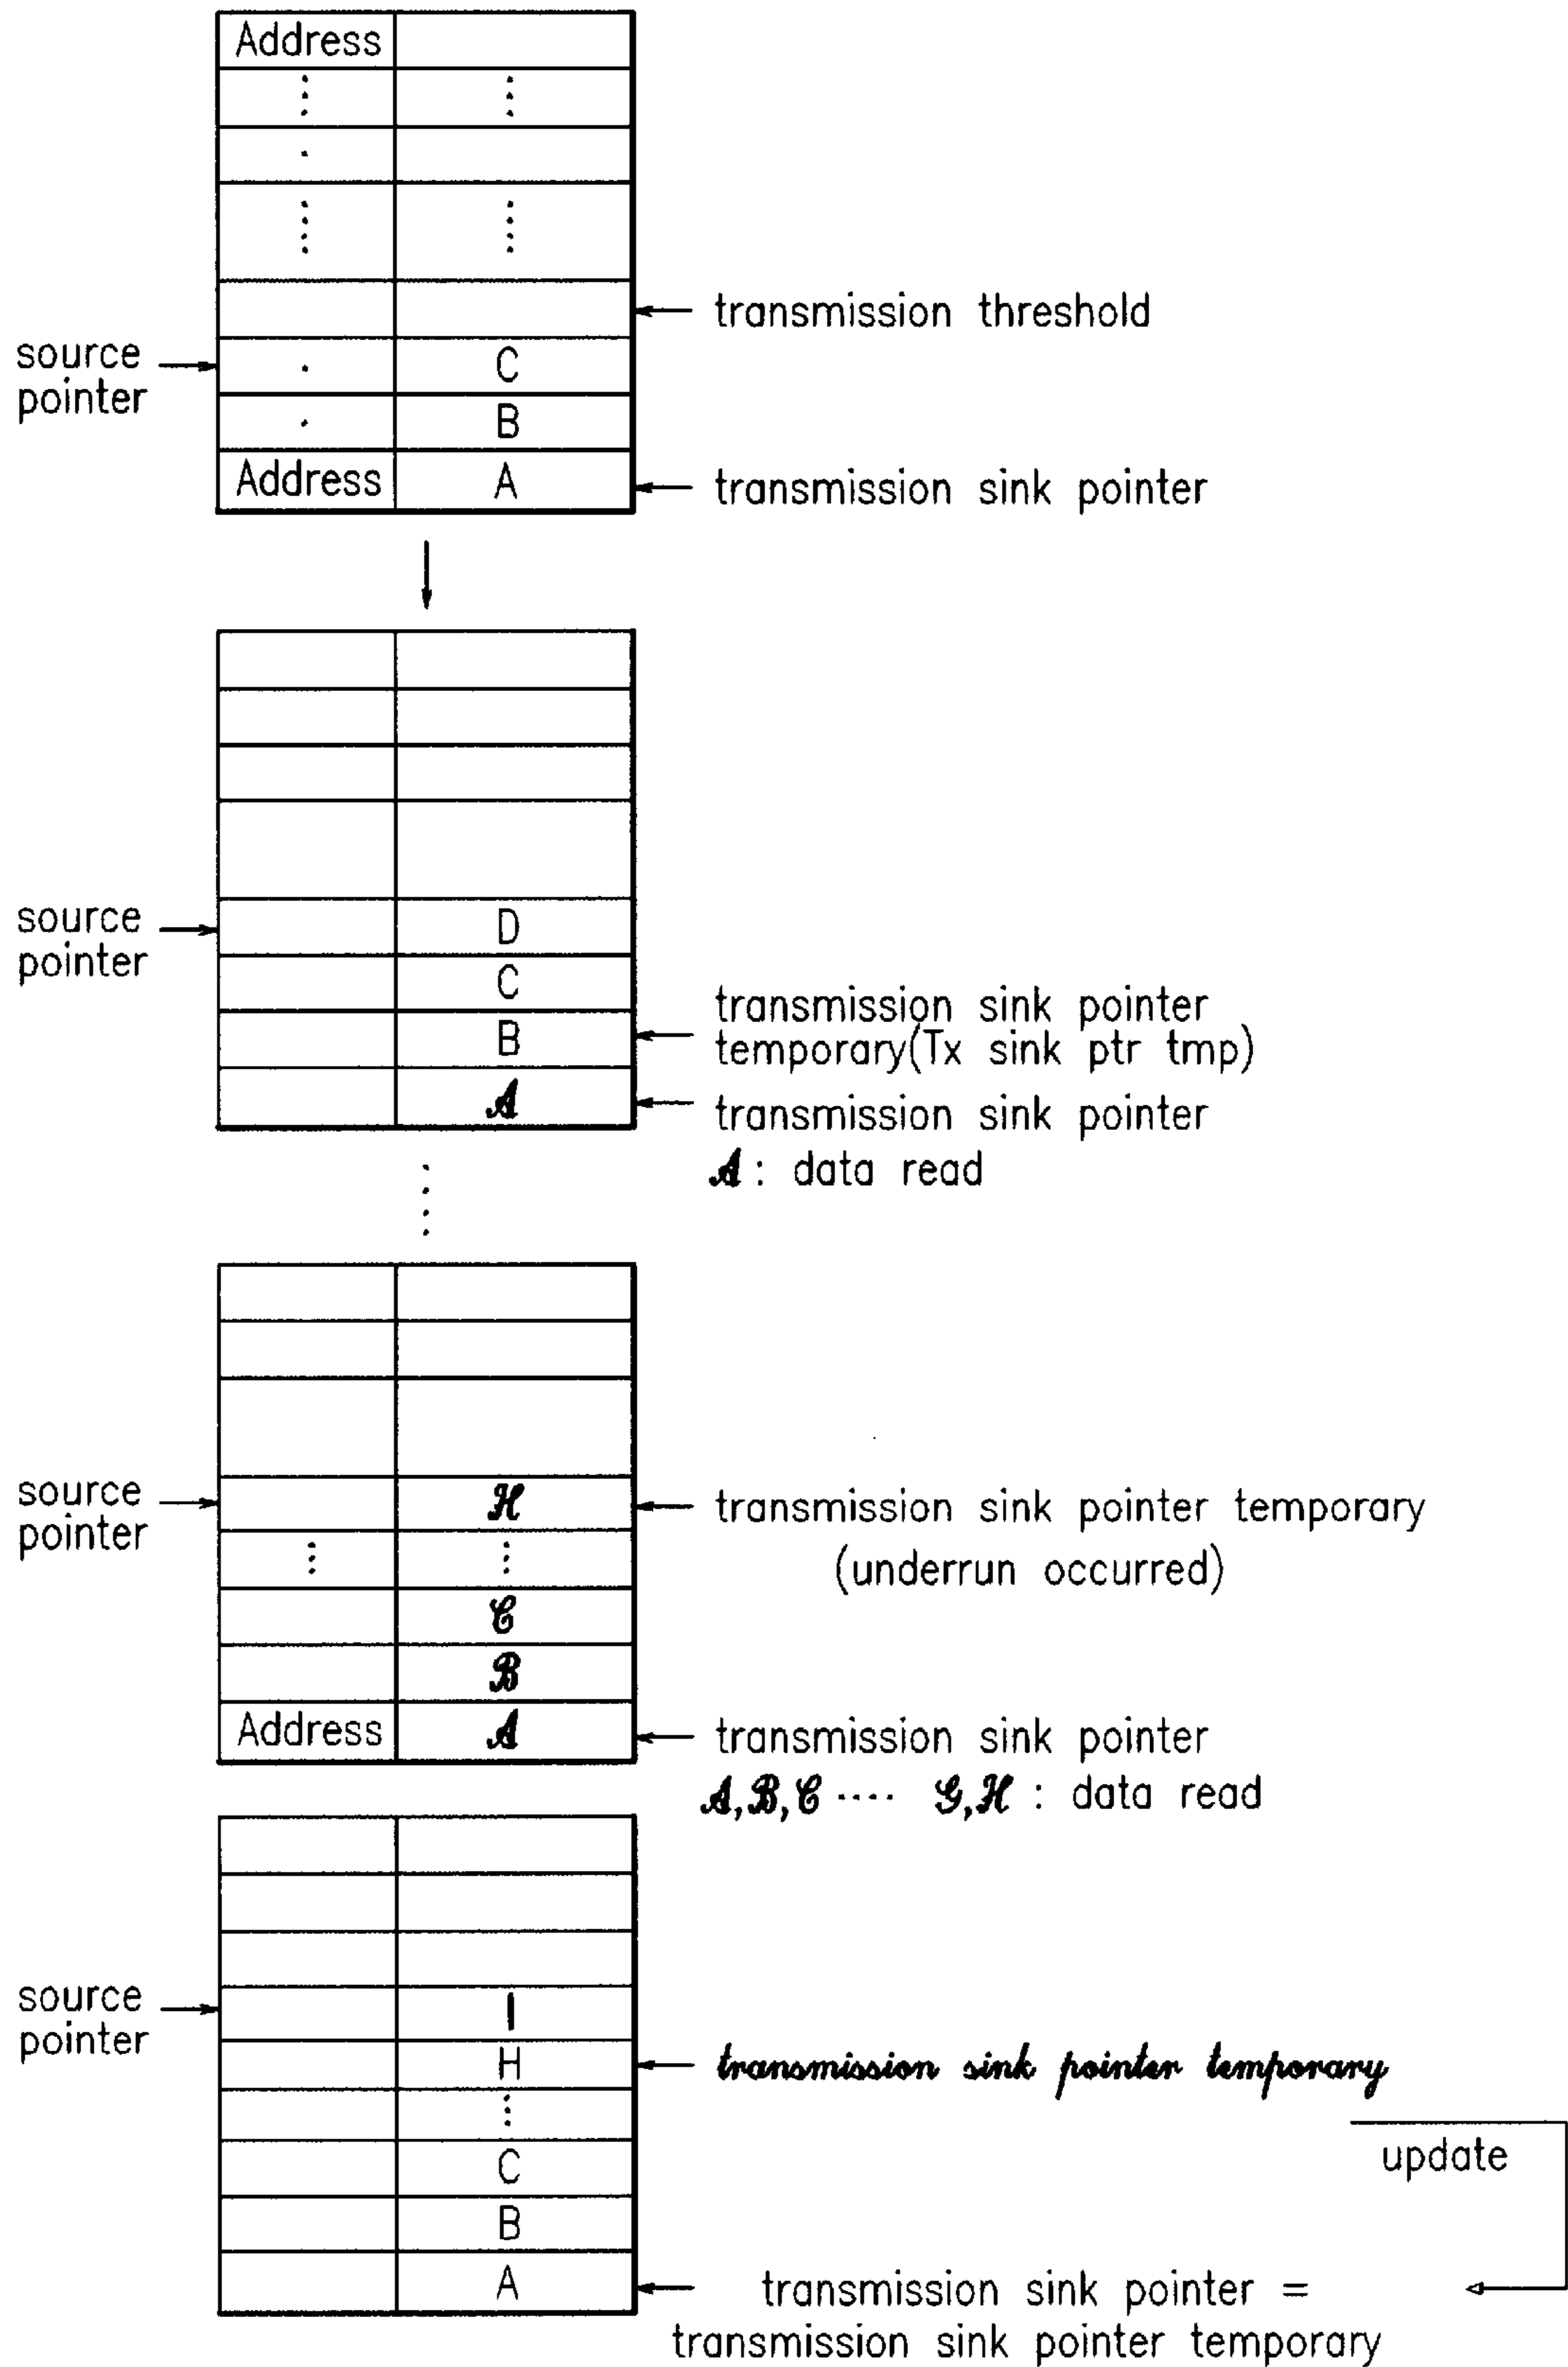 Address
transmission threshold
source
pointer
C
B
Address A
transmission sink pointer
source
pointer
D
C
transmission sink pointer
temporary(Tx sink ptr tmp)
B
A
transmission sink pointer
A : data read
source
pointer
H
transmission sink pointer temporary
(underrun occurred)
C
B
Address A
transmission sink pointer
A,B,C ···· G,H : data read
source
pointer
I
H
transmission sink pointer temporary
update
C
B
A
transmission sink pointer =
transmission sink pointer temporary